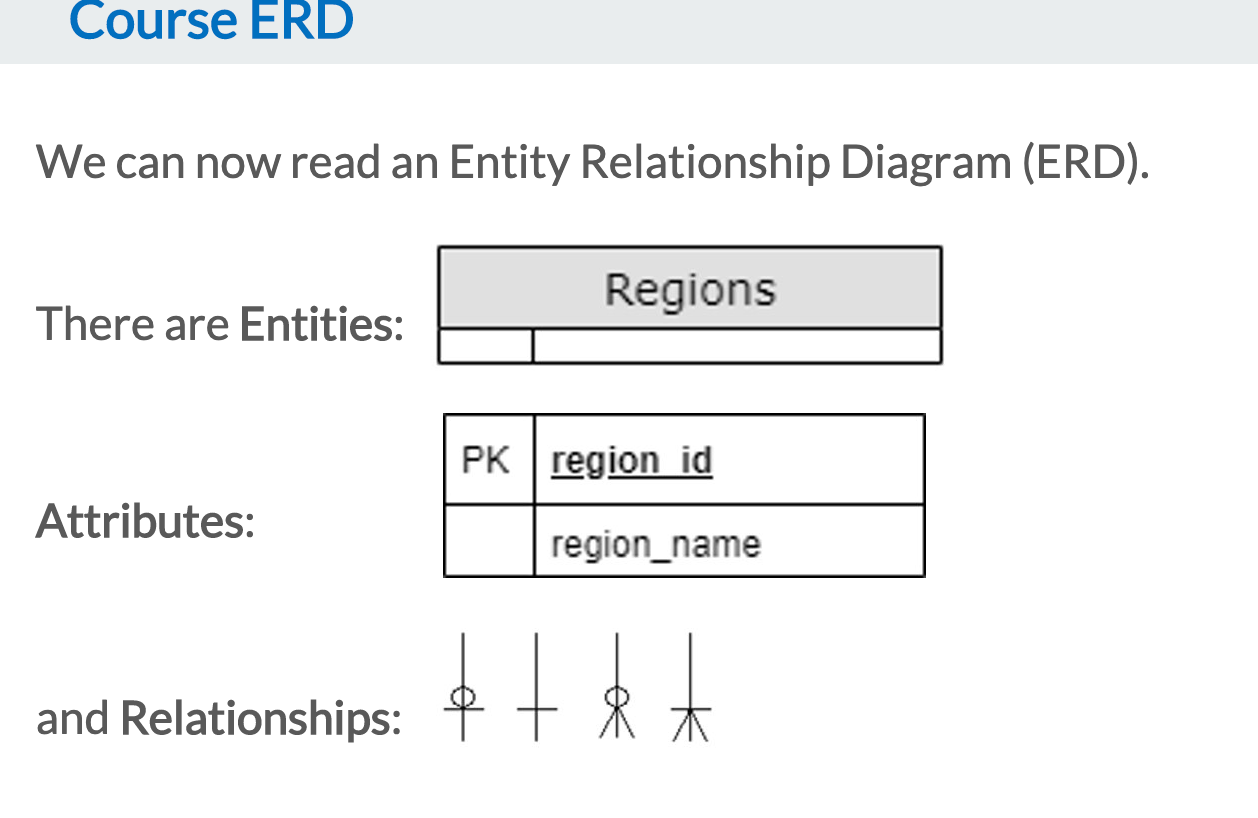 Course ERD
We can now read an Entity Relationship Diagram (ERD).
Regions
There are Entities:
PK region_id
Attributes:
region_name
and Relationships: